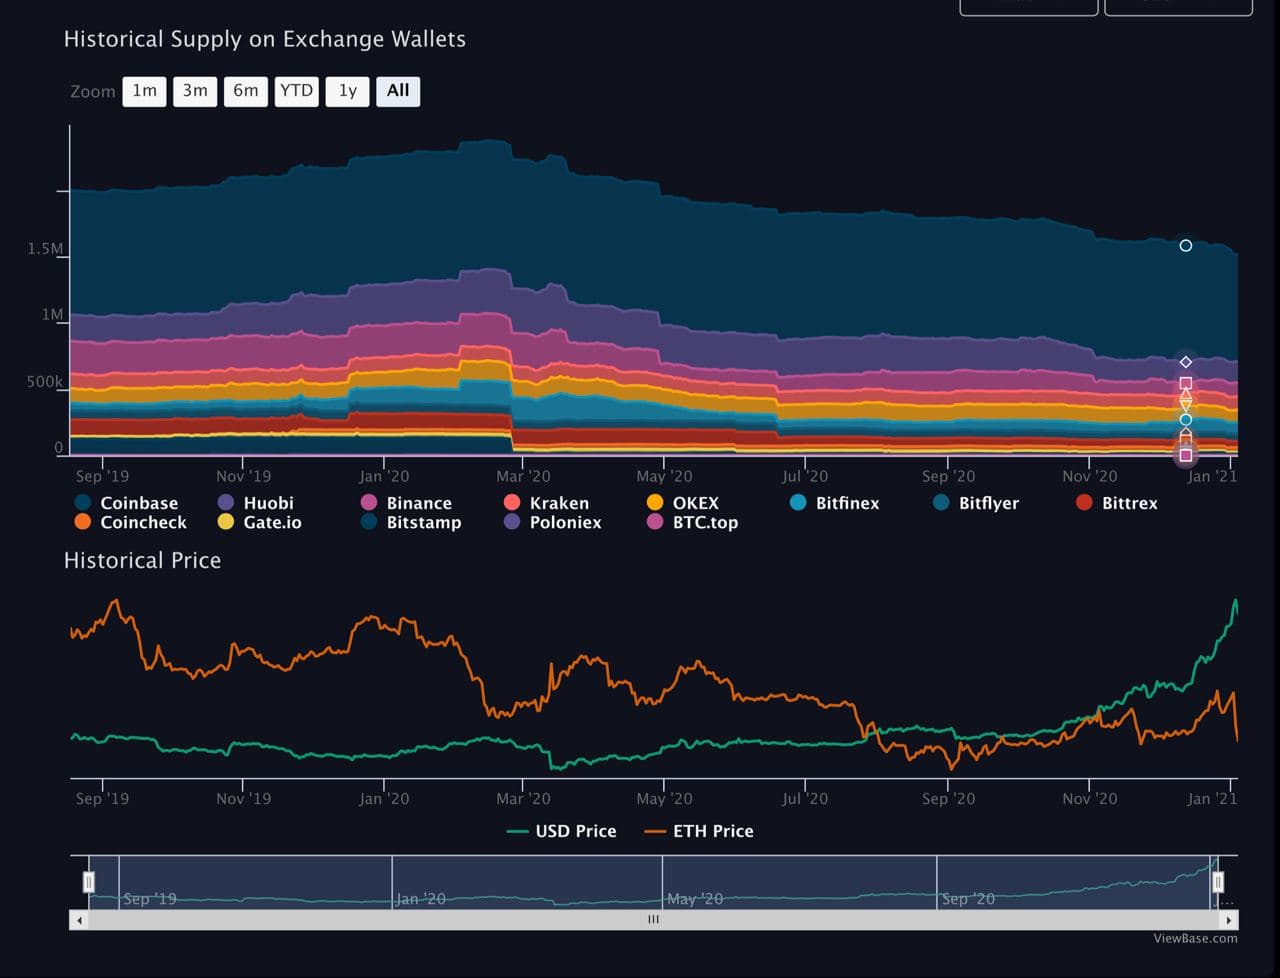 Historical Supply on Exchange Wallets
Zoom 1m 3m 6m YTD 1y All
1.5M
1M
500k
0
Sep '19 Nov '19 Jan '20 Mar '20 May '20 Jul '20 Sep '20 Nov '20 Jan '21
Coinbase Huobi Binance Kraken OKEX Bitfinex Bitflyer Bittrex
Coincheck Gate.io Bitstamp Poloniex BTC.top
Historical Price
Sep '19 Nov '19 Jan '20 Mar '20 May '20 Jul '20 Sep '20 Nov '20 Jan '21
USD Price ETH Price
Sep '19 Jan '20 May '20 Sep '20
ViewBase.com